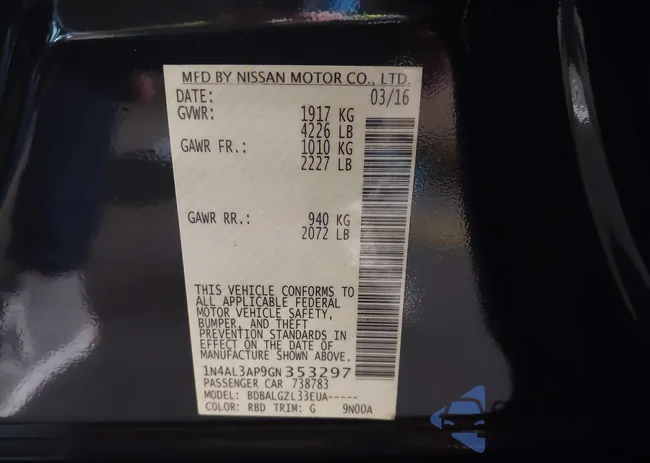 MFD BY NISSAN MOTOR CO., LTD.
DATE: 03/16
GVWR: 1917 KG
4226 LB
GAWR FR.: 1010 KG
2227 LB
GAWR RR.: 940 KG
2072 LB
THIS VEHICLE CONFORMS TO
ALL APPLICABLE FEDERAL
MOTOR VEHICLE SAFETY,
BUMPER, AND THEFT
PREVENTION STANDARDS IN
EFFECT ON THE DATE OF
MANUFACTURE SHOWN ABOVE.
1N4AL3AP9GN353297
PASSENGER CAR 738783
MODEL: BDBALGZL33EUA-----
COLOR: RBD TRIM: G 9N00A